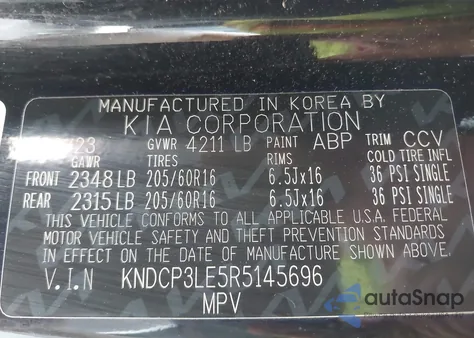 MANUFACTURED IN KOREA BY
KIA CORPORATION
23 GVWR 4211 LB PAINT ABP TRIM CCV
GAWR TIRES RIMS COLD TIRE INFL
FRONT 2348 LB 205/60R16 6.5Jx16 36 PSI SINGLE
REAR 2315 LB 205/60R16 6.5Jx16 36 PSI SINGLE
THIS VEHICLE CONFORMS TO ALL APPLICABLE U.S.A. FEDERAL
MOTOR VEHICLE SAFETY AND THEFT PREVENTION STANDARDS
IN EFFECT ON THE DATE OF MANUFACTURE SHOWN ABOVE.
V.I.N KNDCP3LE5R5145696
MPV
autoSnap